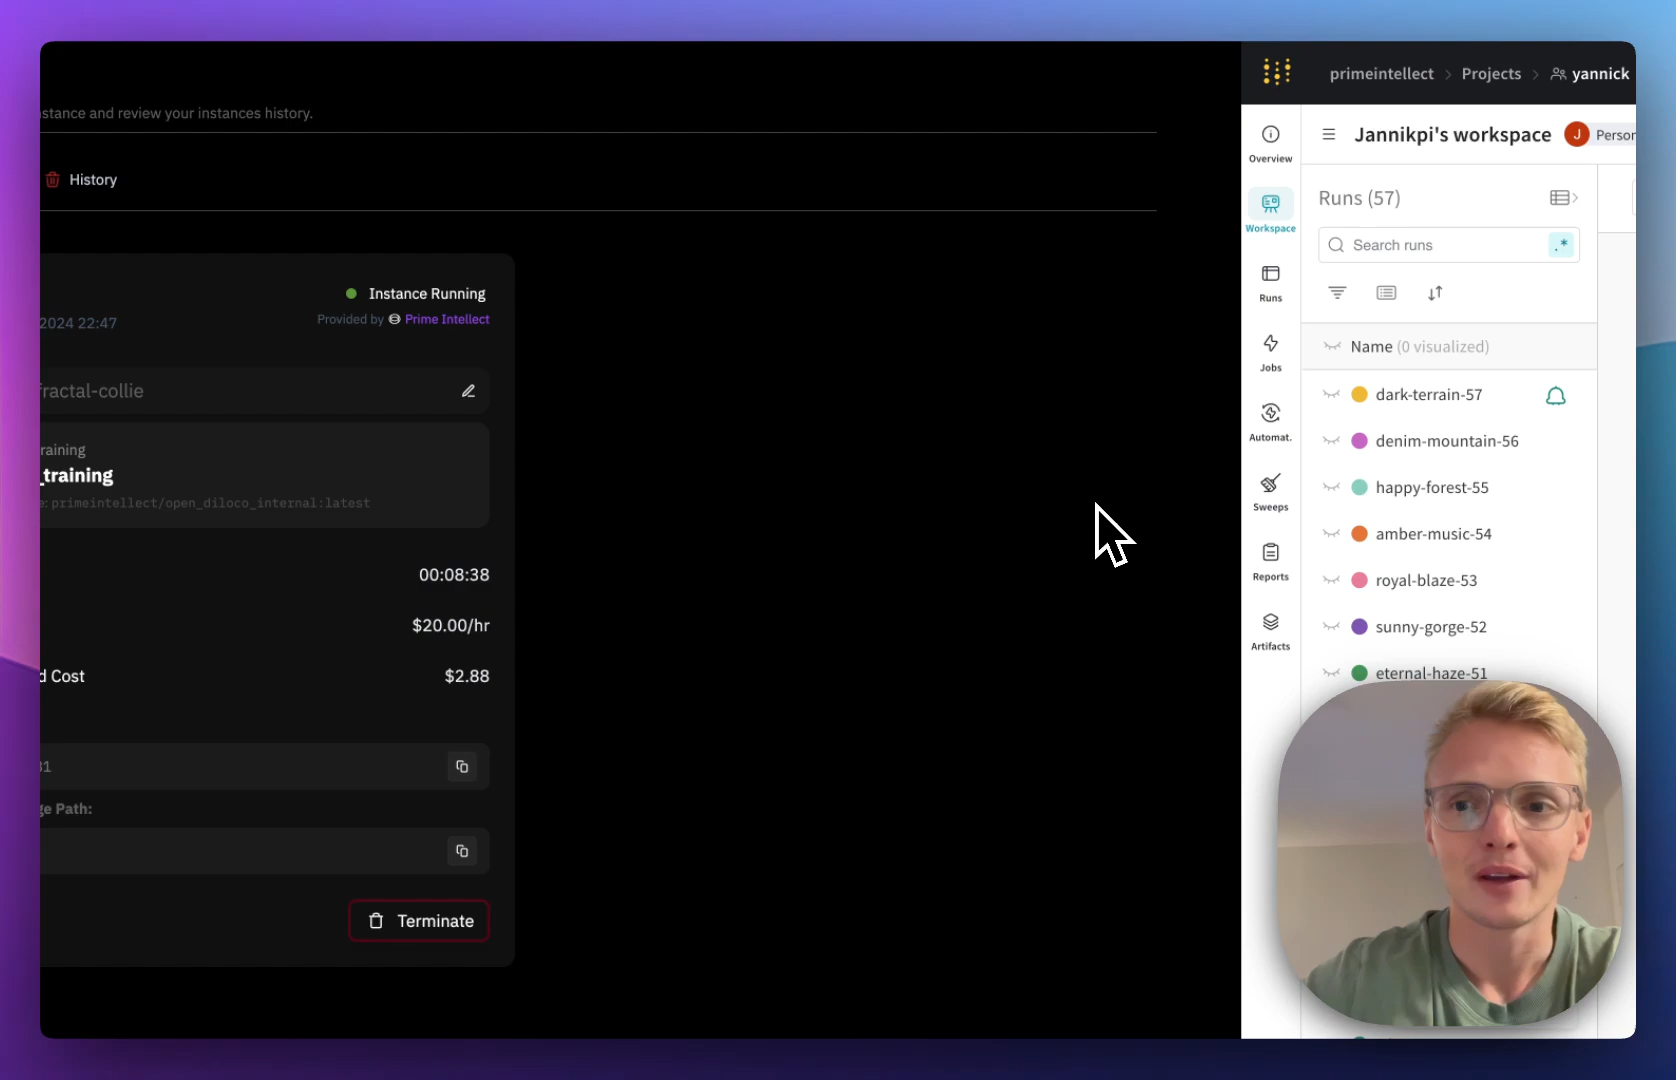 stance and review your instances history.
History
Instance Running
2024 22:47
Provided by Prime Intellect
fractal-collie
raining
_training
e: primeintellect/open_diloco_internal:latest
00:08:38
$20.00/hr
d Cost
$2.88
31
ge Path:
Terminate
primeintellect > Projects > yannick
Jannikpi's workspace
J
Person
Overview
Workspace
Runs
Jobs
Automat.
Sweeps
Reports
Artifacts
Runs (57)
Search runs
.*
Name (0 visualized)
dark-terrain-57
denim-mountain-56
happy-forest-55
amber-music-54
royal-blaze-53
sunny-gorge-52
eternal-haze-51